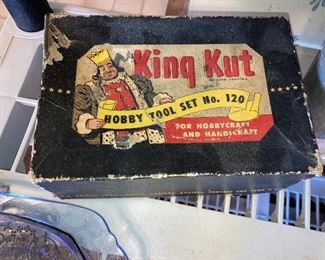 King Kut
HOBBY TOOL SET No. 120
FOR HOBBYCRAFT
AND HANDICRAFT